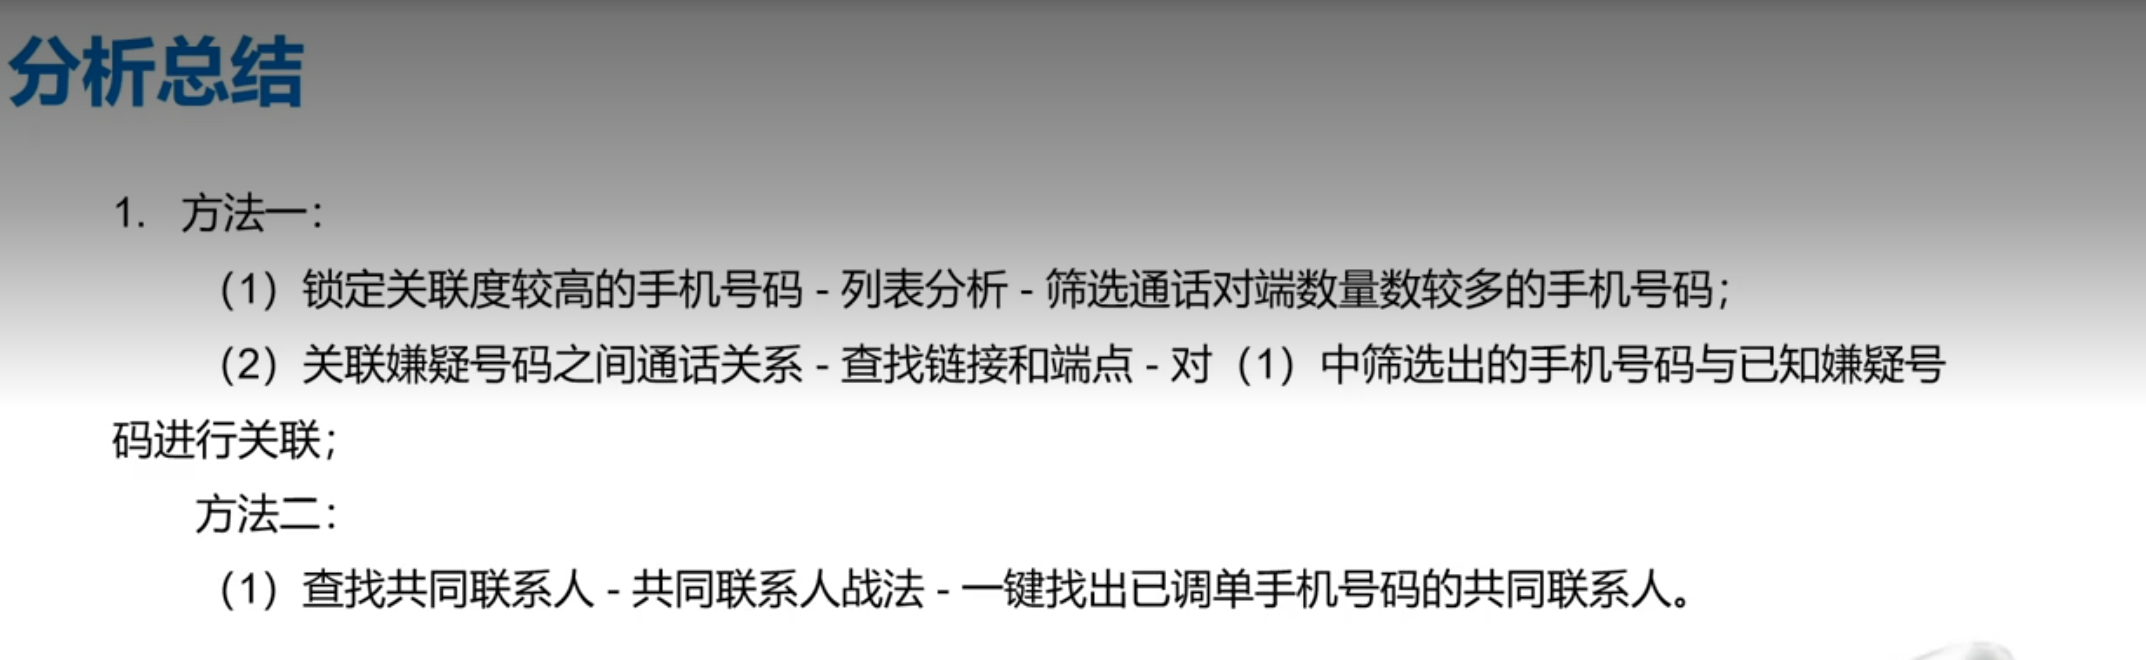 分析总结
1. 方法一：
（1）锁定关联度较高的手机号码 - 列表分析 - 筛选通话对端数量数较多的手机号码；
（2）关联嫌疑号码之间通话关系 - 查找链接和端点 - 对（1）中筛选出的手机号码与已知嫌疑号
码进行关联；
方法二：
（1）查找共同联系人 - 共同联系人战法 - 一键找出已调单手机号码的共同联系人。